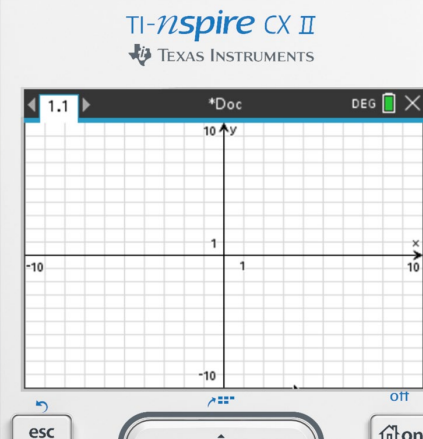 TI-nspire CX II
TEXAS INSTRUMENTS
1.1 *Doc DEG
10 y
1
x
-10 1 10
-10
off
esc
on